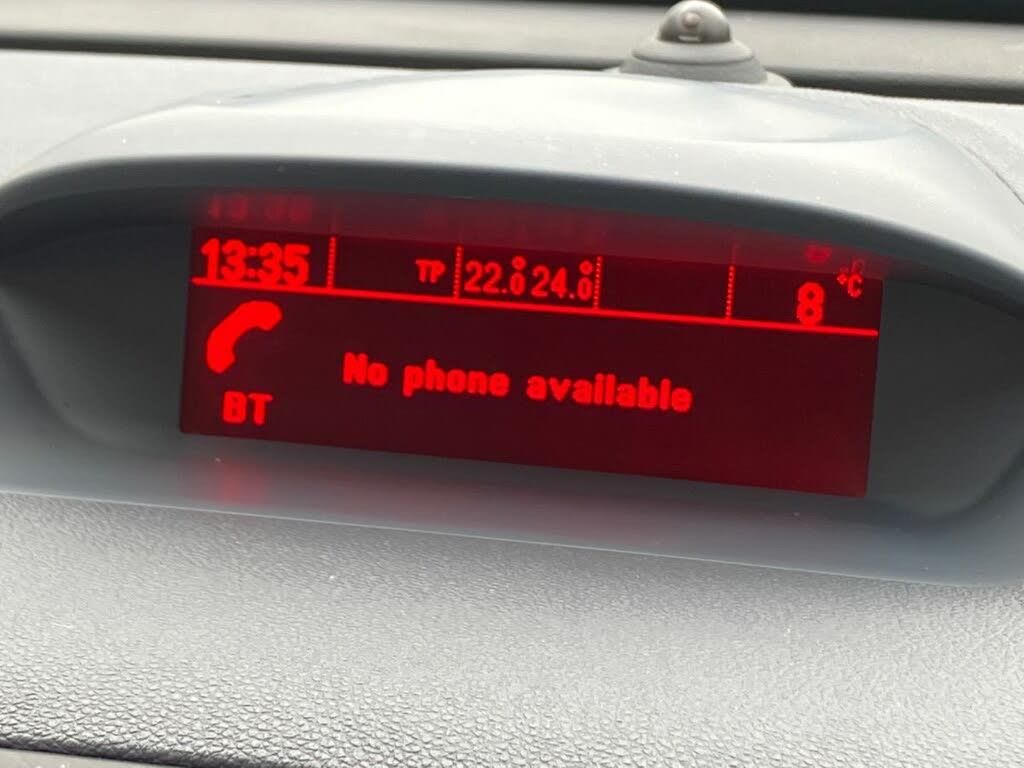 13:35 TP 22.0° 24.0° 8 °C
No phone available
BT